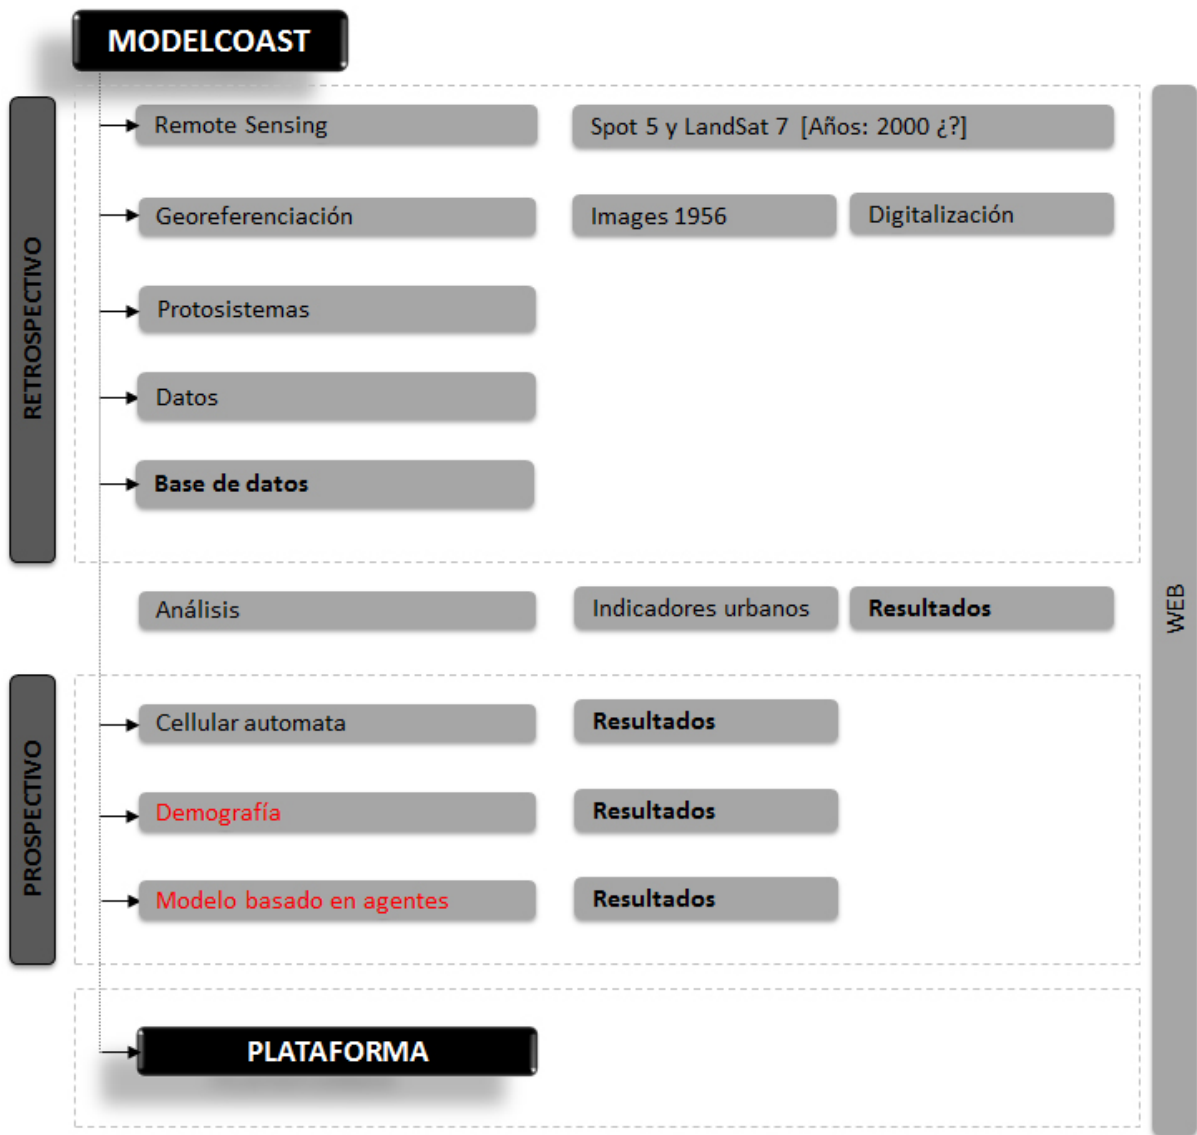 MODELCOAST
RETROSPECTIVO
Remote Sensing
Spot 5 y LandSat 7 [Años: 2000 ¿?]
Georeferenciación
Images 1956
Digitalización
Protosistemas
Datos
Base de datos
Análisis
Indicadores urbanos
Resultados
WEB
PROSPECTIVO
Cellular automata
Resultados
Demografía
Resultados
Modelo basado en agentes
Resultados
PLATAFORMA